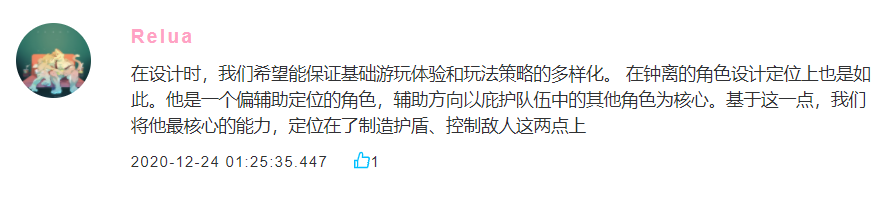 Relua
在设计时，我们希望能保证基础游玩体验和玩法策略的多样化。 在钟离的角色设计定位上也是如
此。他是一个偏辅助定位的角色，辅助方向以庇护队伍中的其他角色为核心。基于这一点，我们
将他最核心的能力，定位在了制造护盾、控制敌人这两点上
2020-12-24 01:25:35.447 1